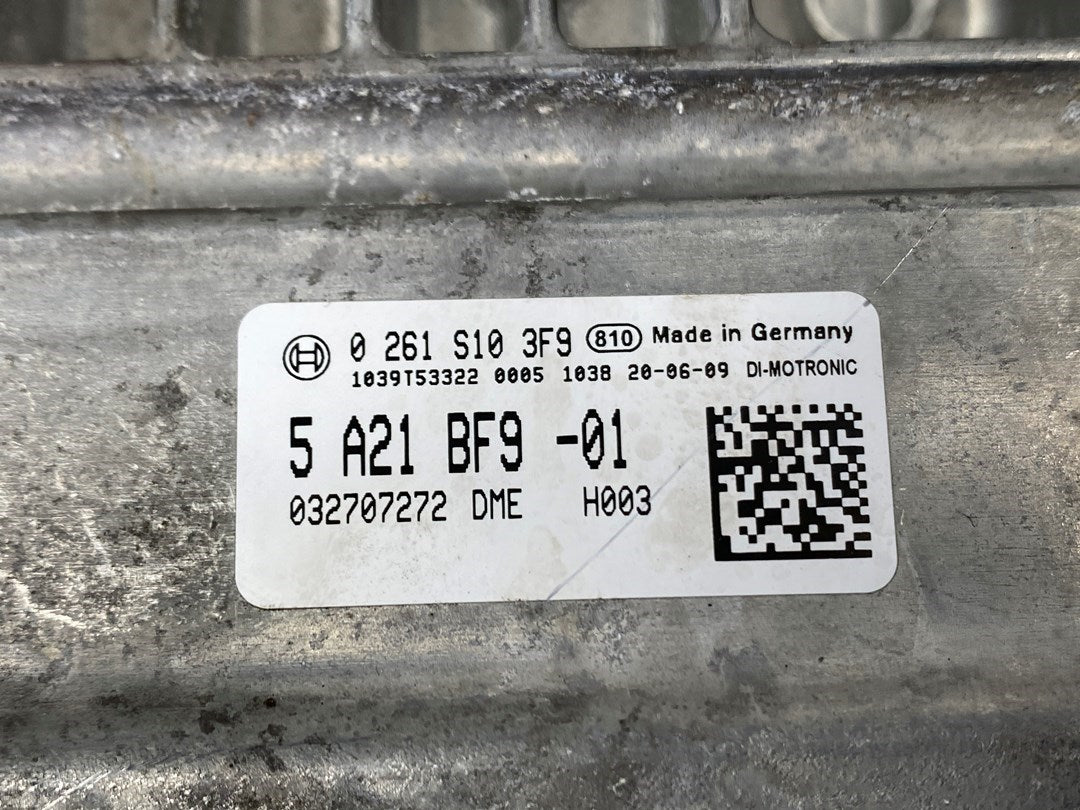 0 261 S10 3F9 810 Made in Germany
1039T53322 0005 1038 20-06-09 DI-MOTRONIC
5 A21 BF9 -01
032707272 DME H003